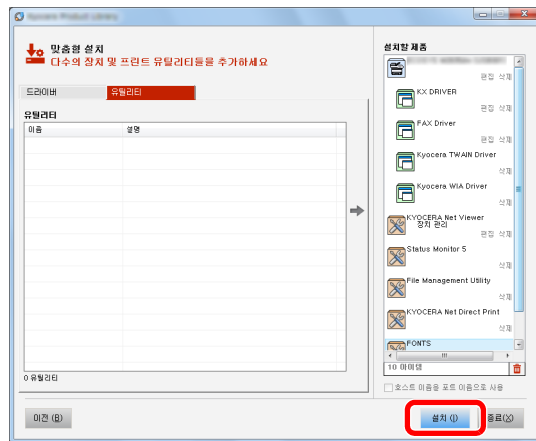 Kyocera Product Library
맞춤형 설치
다수의 장치 및 프린트 유틸리티들을 추가하세요
드라이버
유틸리티
유틸리티
이름
설명
0 유틸리티
설치할 제품
편집 삭제
KX DRIVER
편집 삭제
FAX Driver
편집 삭제
Kyocera TWAIN Driver
삭제
Kyocera WIA Driver
삭제
KYOCERA Net Viewer
장치 관리
편집 삭제
Status Monitor 5
삭제
File Management Utility
삭제
KYOCERA Net Direct Print
삭제
FONTS
10 아이템
호스트 이름을 포트 이름으로 사용
이전 (B)
설치 (I)
종료(X)